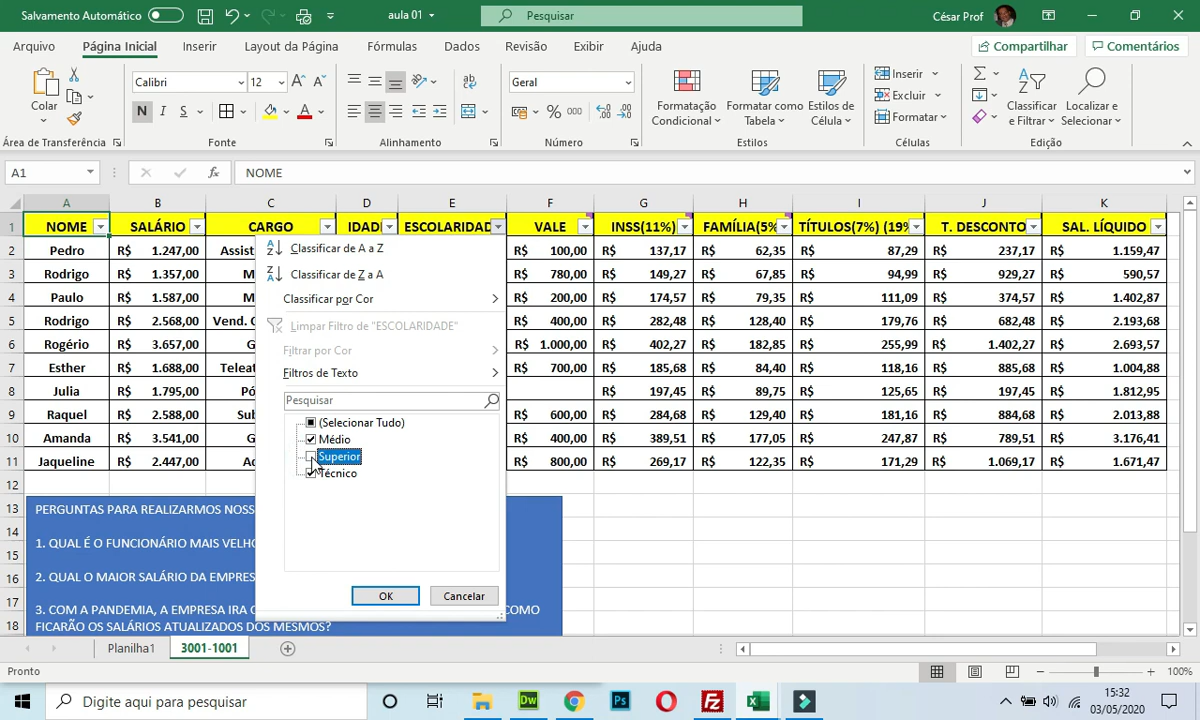 Salvamento Automático
aula 01
Pesquisar
César Prof
Arquivo Página Inicial Inserir Layout da Página Fórmulas Dados Revisão Exibir Ajuda
Compartilhar Comentários
Colar
Calibri 12
N I S
Geral
% 000
Formatação Condicional
Formatar como Tabela
Estilos de Célula
Inserir
Excluir
Formatar
Classificar e Filtrar
Localizar e Selecionar
Área de Transferência Fonte Alinhamento Número Estilos Células Edição
A1 fx NOME
A B C D E F G H I J K
1 NOME SALÁRIO CARGO IDAD ESCOLARIDAD VALE INSS(11%) FAMÍLIA(5% TÍTULOS(7%) (19% T. DESCONTO SAL. LÍQUIDO
2 Pedro R$ 1.247,00 Assist R$ 100,00 R$ 137,17 R$ 62,35 R$ 87,29 R$ 237,17 R$ 1.159,47
3 Rodrigo R$ 1.357,00 M R$ 780,00 R$ 149,27 R$ 67,85 R$ 94,99 R$ 929,27 R$ 590,57
4 Paulo R$ 1.587,00 M R$ 200,00 R$ 174,57 R$ 79,35 R$ 111,09 R$ 374,57 R$ 1.402,87
5 Rodrigo R$ 2.568,00 Vend. R$ 400,00 R$ 282,48 R$ 128,40 R$ 179,76 R$ 682,48 R$ 2.193,68
6 Rogério R$ 3.657,00 G R$ 1.000,00 R$ 402,27 R$ 182,85 R$ 255,99 R$ 1.402,27 R$ 2.693,57
7 Esther R$ 1.688,00 Teleat R$ 700,00 R$ 185,68 R$ 84,40 R$ 118,16 R$ 885,68 R$ 1.004,88
8 Julia R$ 1.795,00 Pó R$ 197,45 R$ 89,75 R$ 125,65 R$ 197,45 R$ 1.812,95
9 Raquel R$ 2.588,00 Sub R$ 600,00 R$ 284,68 R$ 129,40 R$ 181,16 R$ 884,68 R$ 2.013,88
10 Amanda R$ 3.541,00 G R$ 400,00 R$ 389,51 R$ 177,05 R$ 247,87 R$ 789,51 R$ 3.176,41
11 Jaqueline R$ 2.447,00 Ad R$ 800,00 R$ 269,17 R$ 122,35 R$ 171,29 R$ 1.069,17 R$ 1.671,47
12
13
14
15
16
17
18
Classificar de A a Z
Classificar de Z a A
Classificar por Cor
Limpar Filtro de "ESCOLARIDADE"
Filtrar por Cor
Filtros de Texto
Pesquisar
(Selecionar Tudo)
Médio
Superior
Técnico
OK Cancelar
PERGUNTAS PARA REALIZARMOS NOSS
1. QUAL É O FUNCIONÁRIO MAIS VELHO
2. QUAL O MAIOR SALÁRIO DA EMPRES
3. COM A PANDEMIA, A EMPRESA IRA COMO
FICARÃO OS SALÁRIOS ATUALIZADOS DOS MESMOS?
Planilha1 3001-1001
Pronto
100%
Digite aqui para pesquisar
Dw
Ps
Fz
15:32
03/05/2020